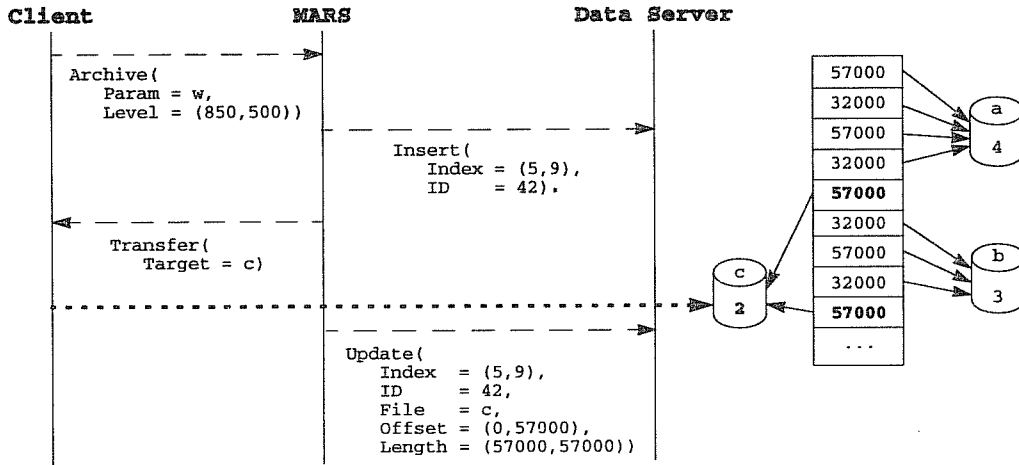 Client MARS Data Server
Archive(
Param = w,
Level = (850,500))
Insert(
Index = (5,9),
ID = 42).
Transfer(
Target = c)
Update(
Index = (5,9),
ID = 42,
File = c,
Offset = (0,57000),
Length = (57000,57000))
57000
32000
57000
32000
57000
32000
57000
32000
57000
...
a
4
b
3
c
2